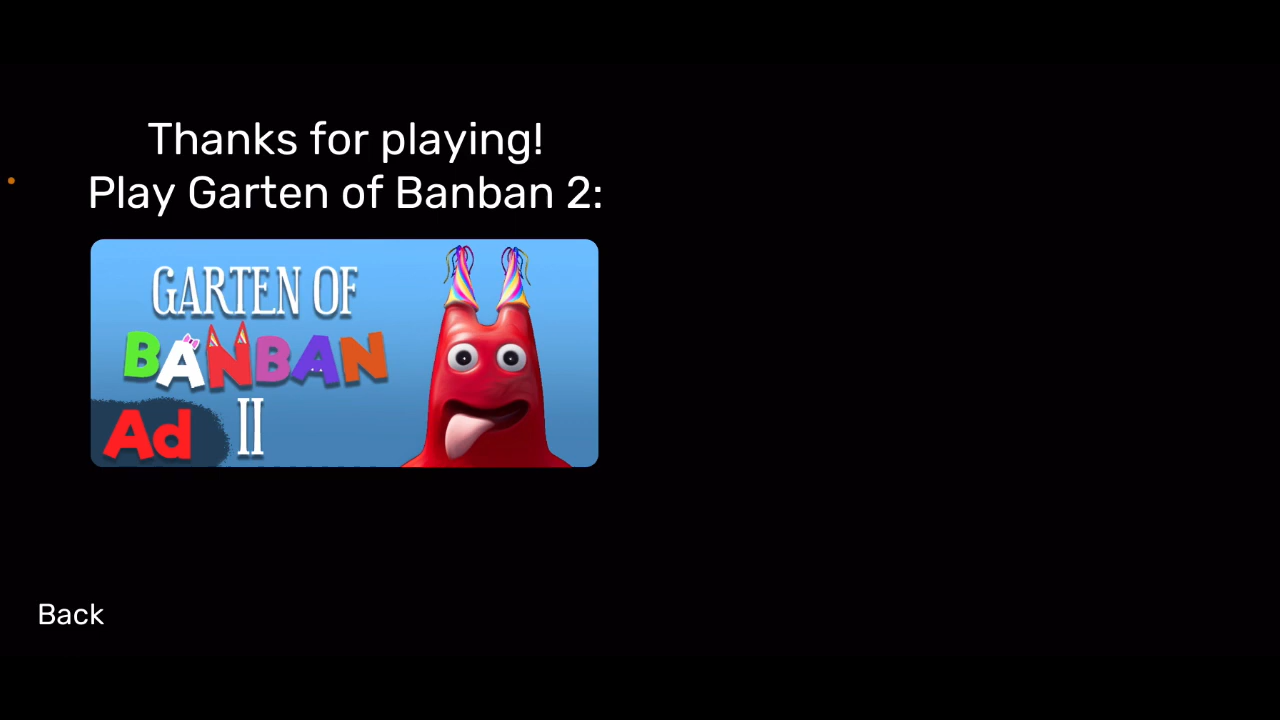 Thanks for playing!
Play Garten of Banban 2:
GARTEN OF
BANBAN
II
Ad
Back